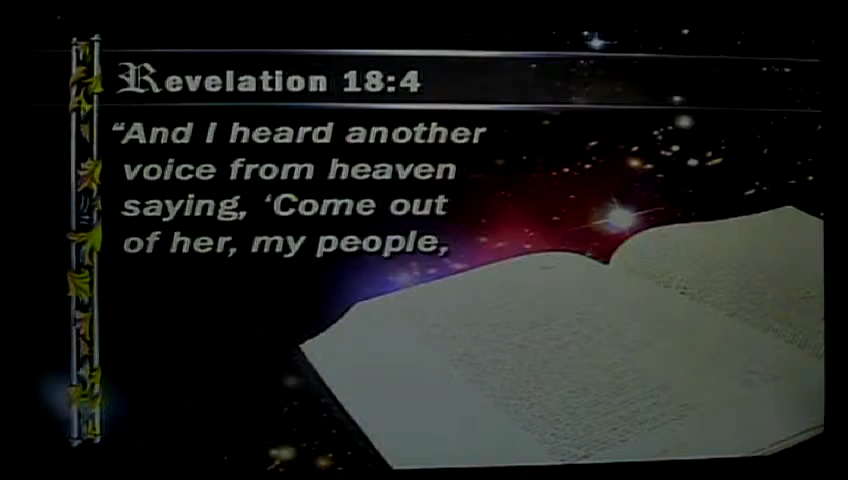 Revelation 18:4
“And I heard another
voice from heaven
saying, ‘Come out
of her, my people,